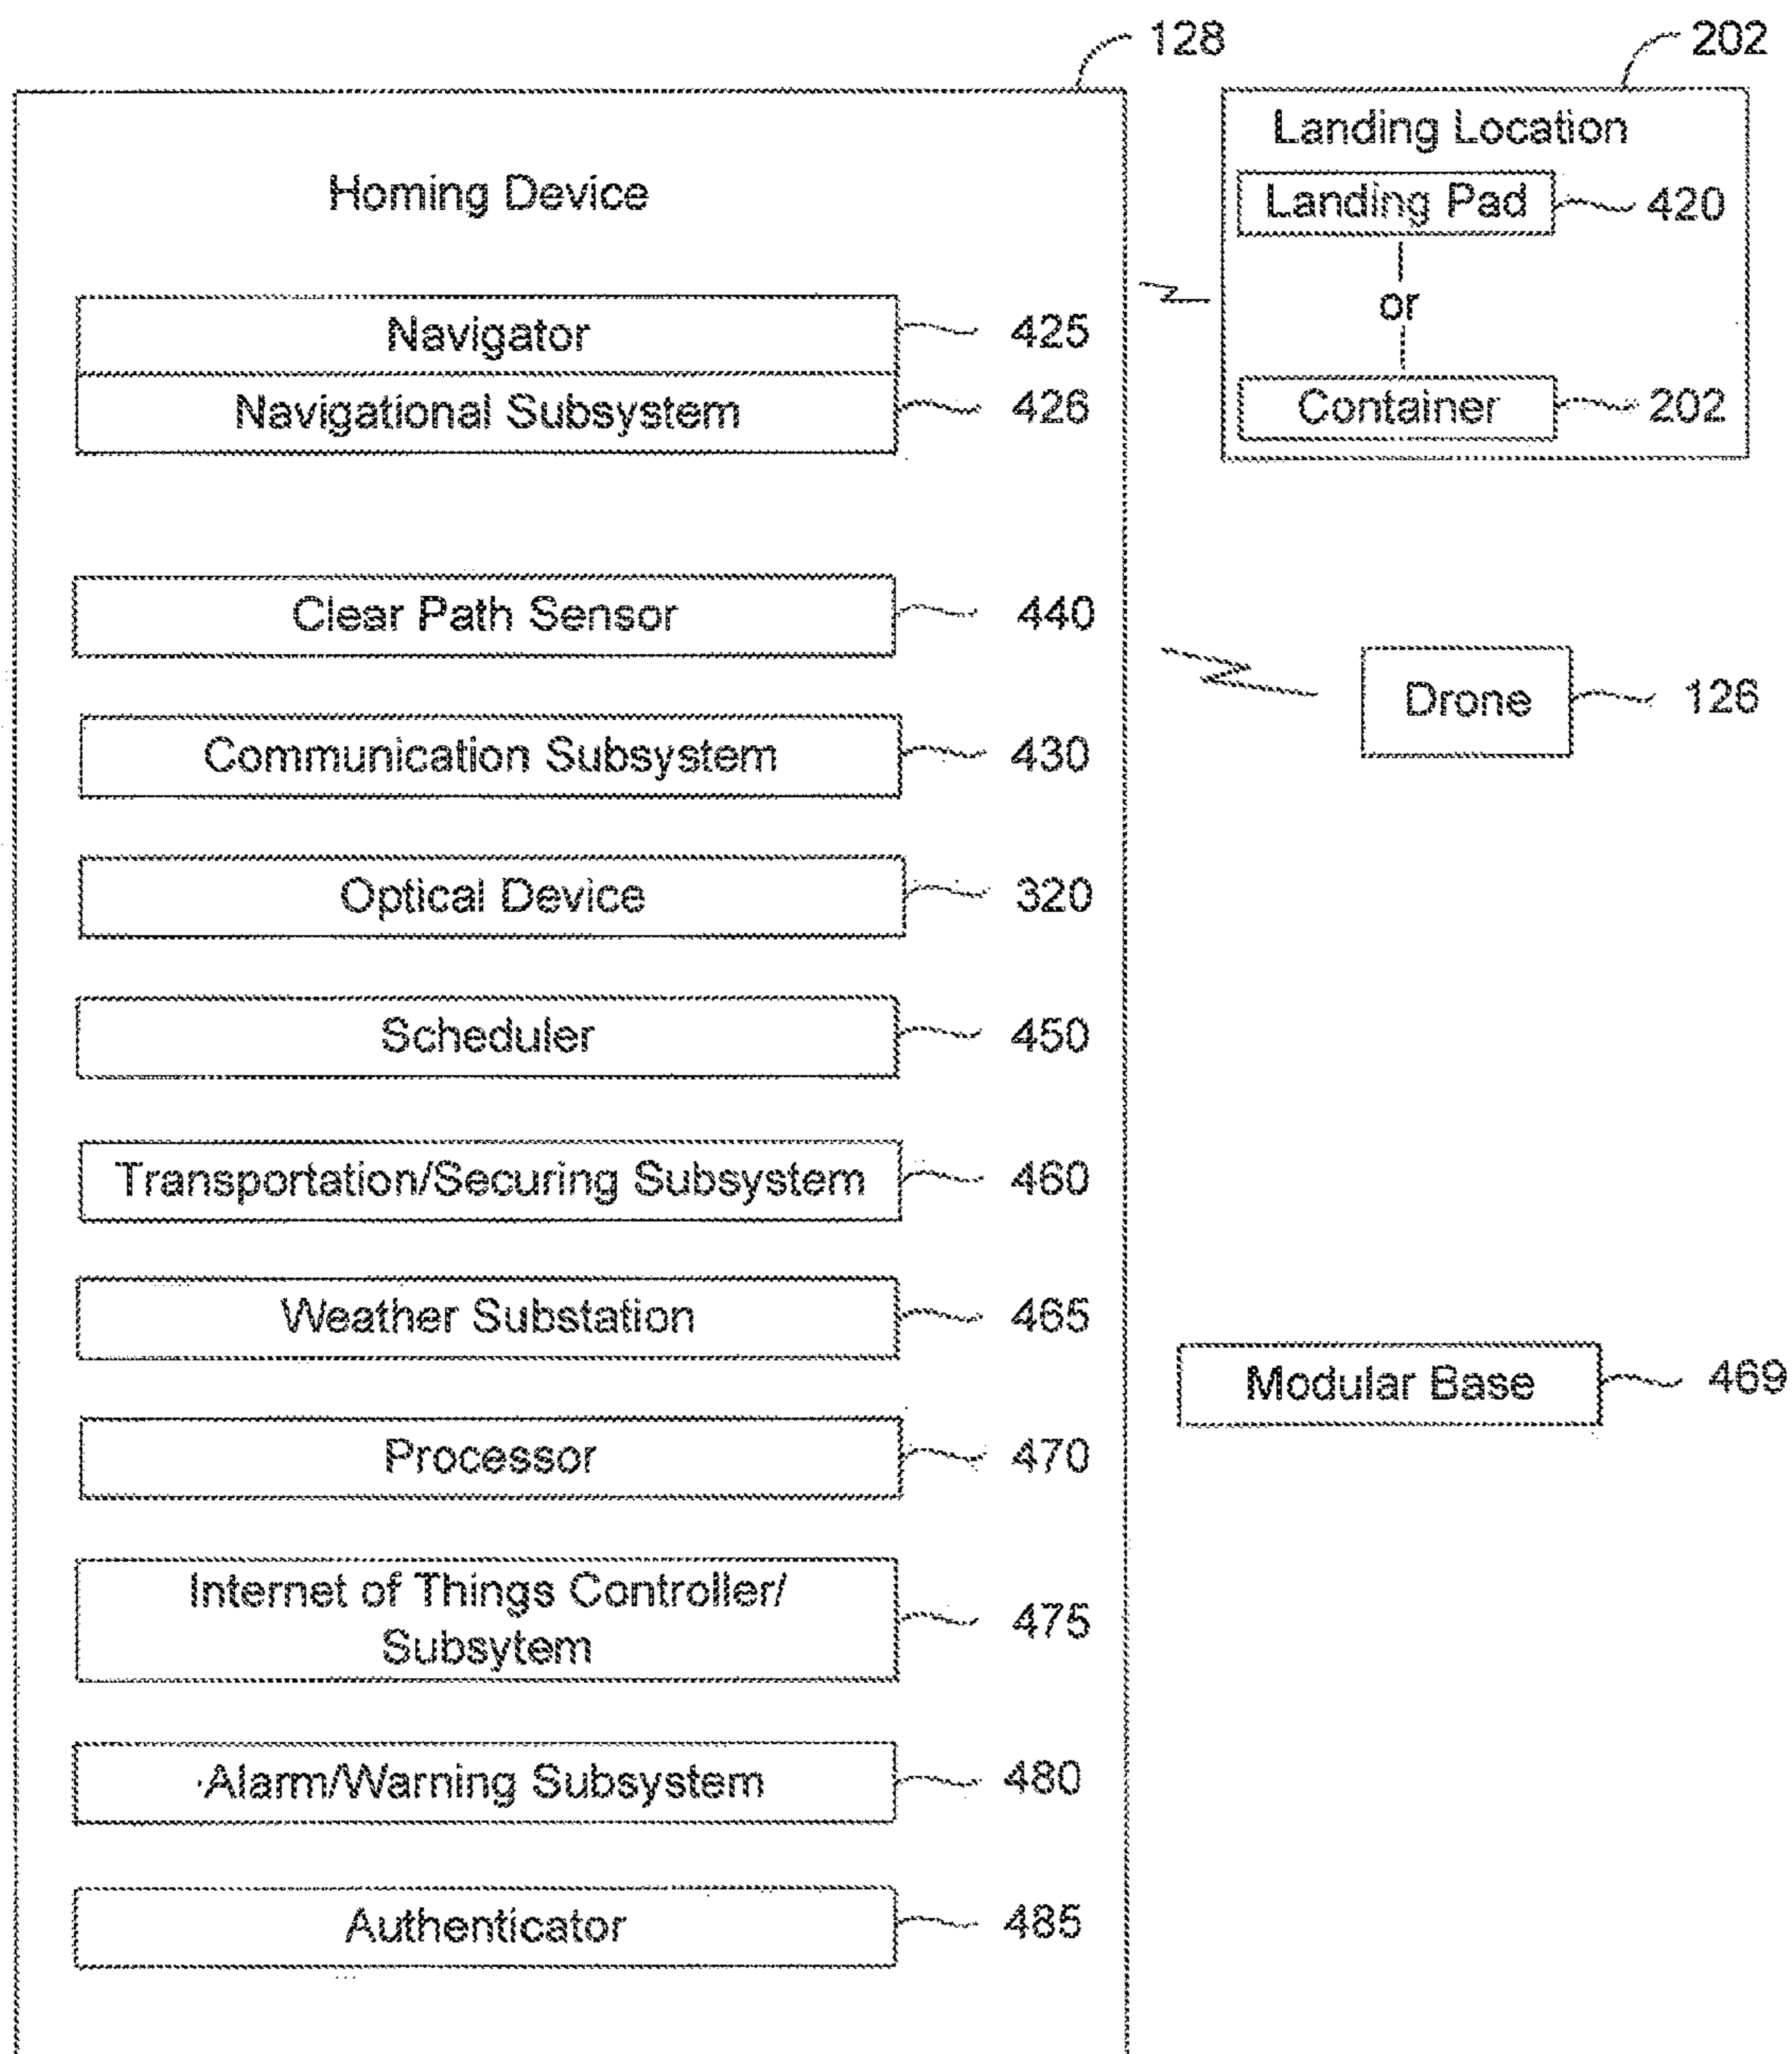 128
Homing Device
Navigator 425
Navigational Subsystem 426
Clear Path Sensor 440
Communication Subsystem 430
Optical Device 320
Scheduler 450
Transportation/Securing Subsystem 460
Weather Substation 465
Processor 470
Internet of Things Controller/
Subsytem 475
Alarm/Warning Subsystem 480
Authenticator 485
202
Landing Location
Landing Pad 420
or
Container 202
Drone 126
Modular Base 469